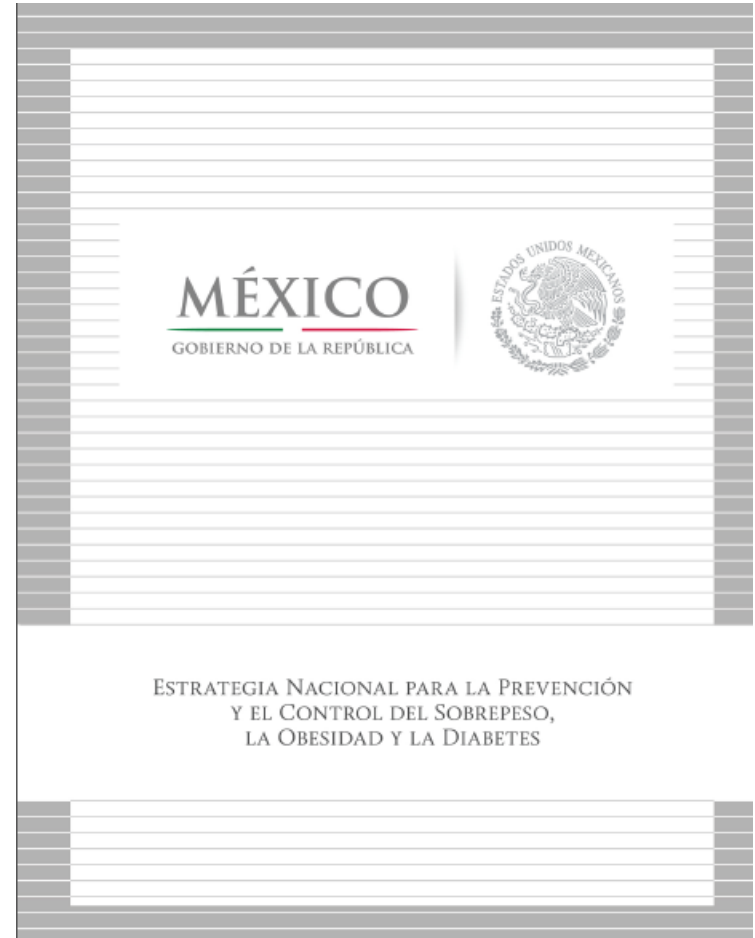 MÉXICO
GOBIERNO DE LA REPÚBLICA
ESTADOS UNIDOS MEXICANOS
ESTRATEGIA NACIONAL PARA LA PREVENCIÓN
Y EL CONTROL DEL SOBREPESO,
LA OBESIDAD Y LA DIABETES